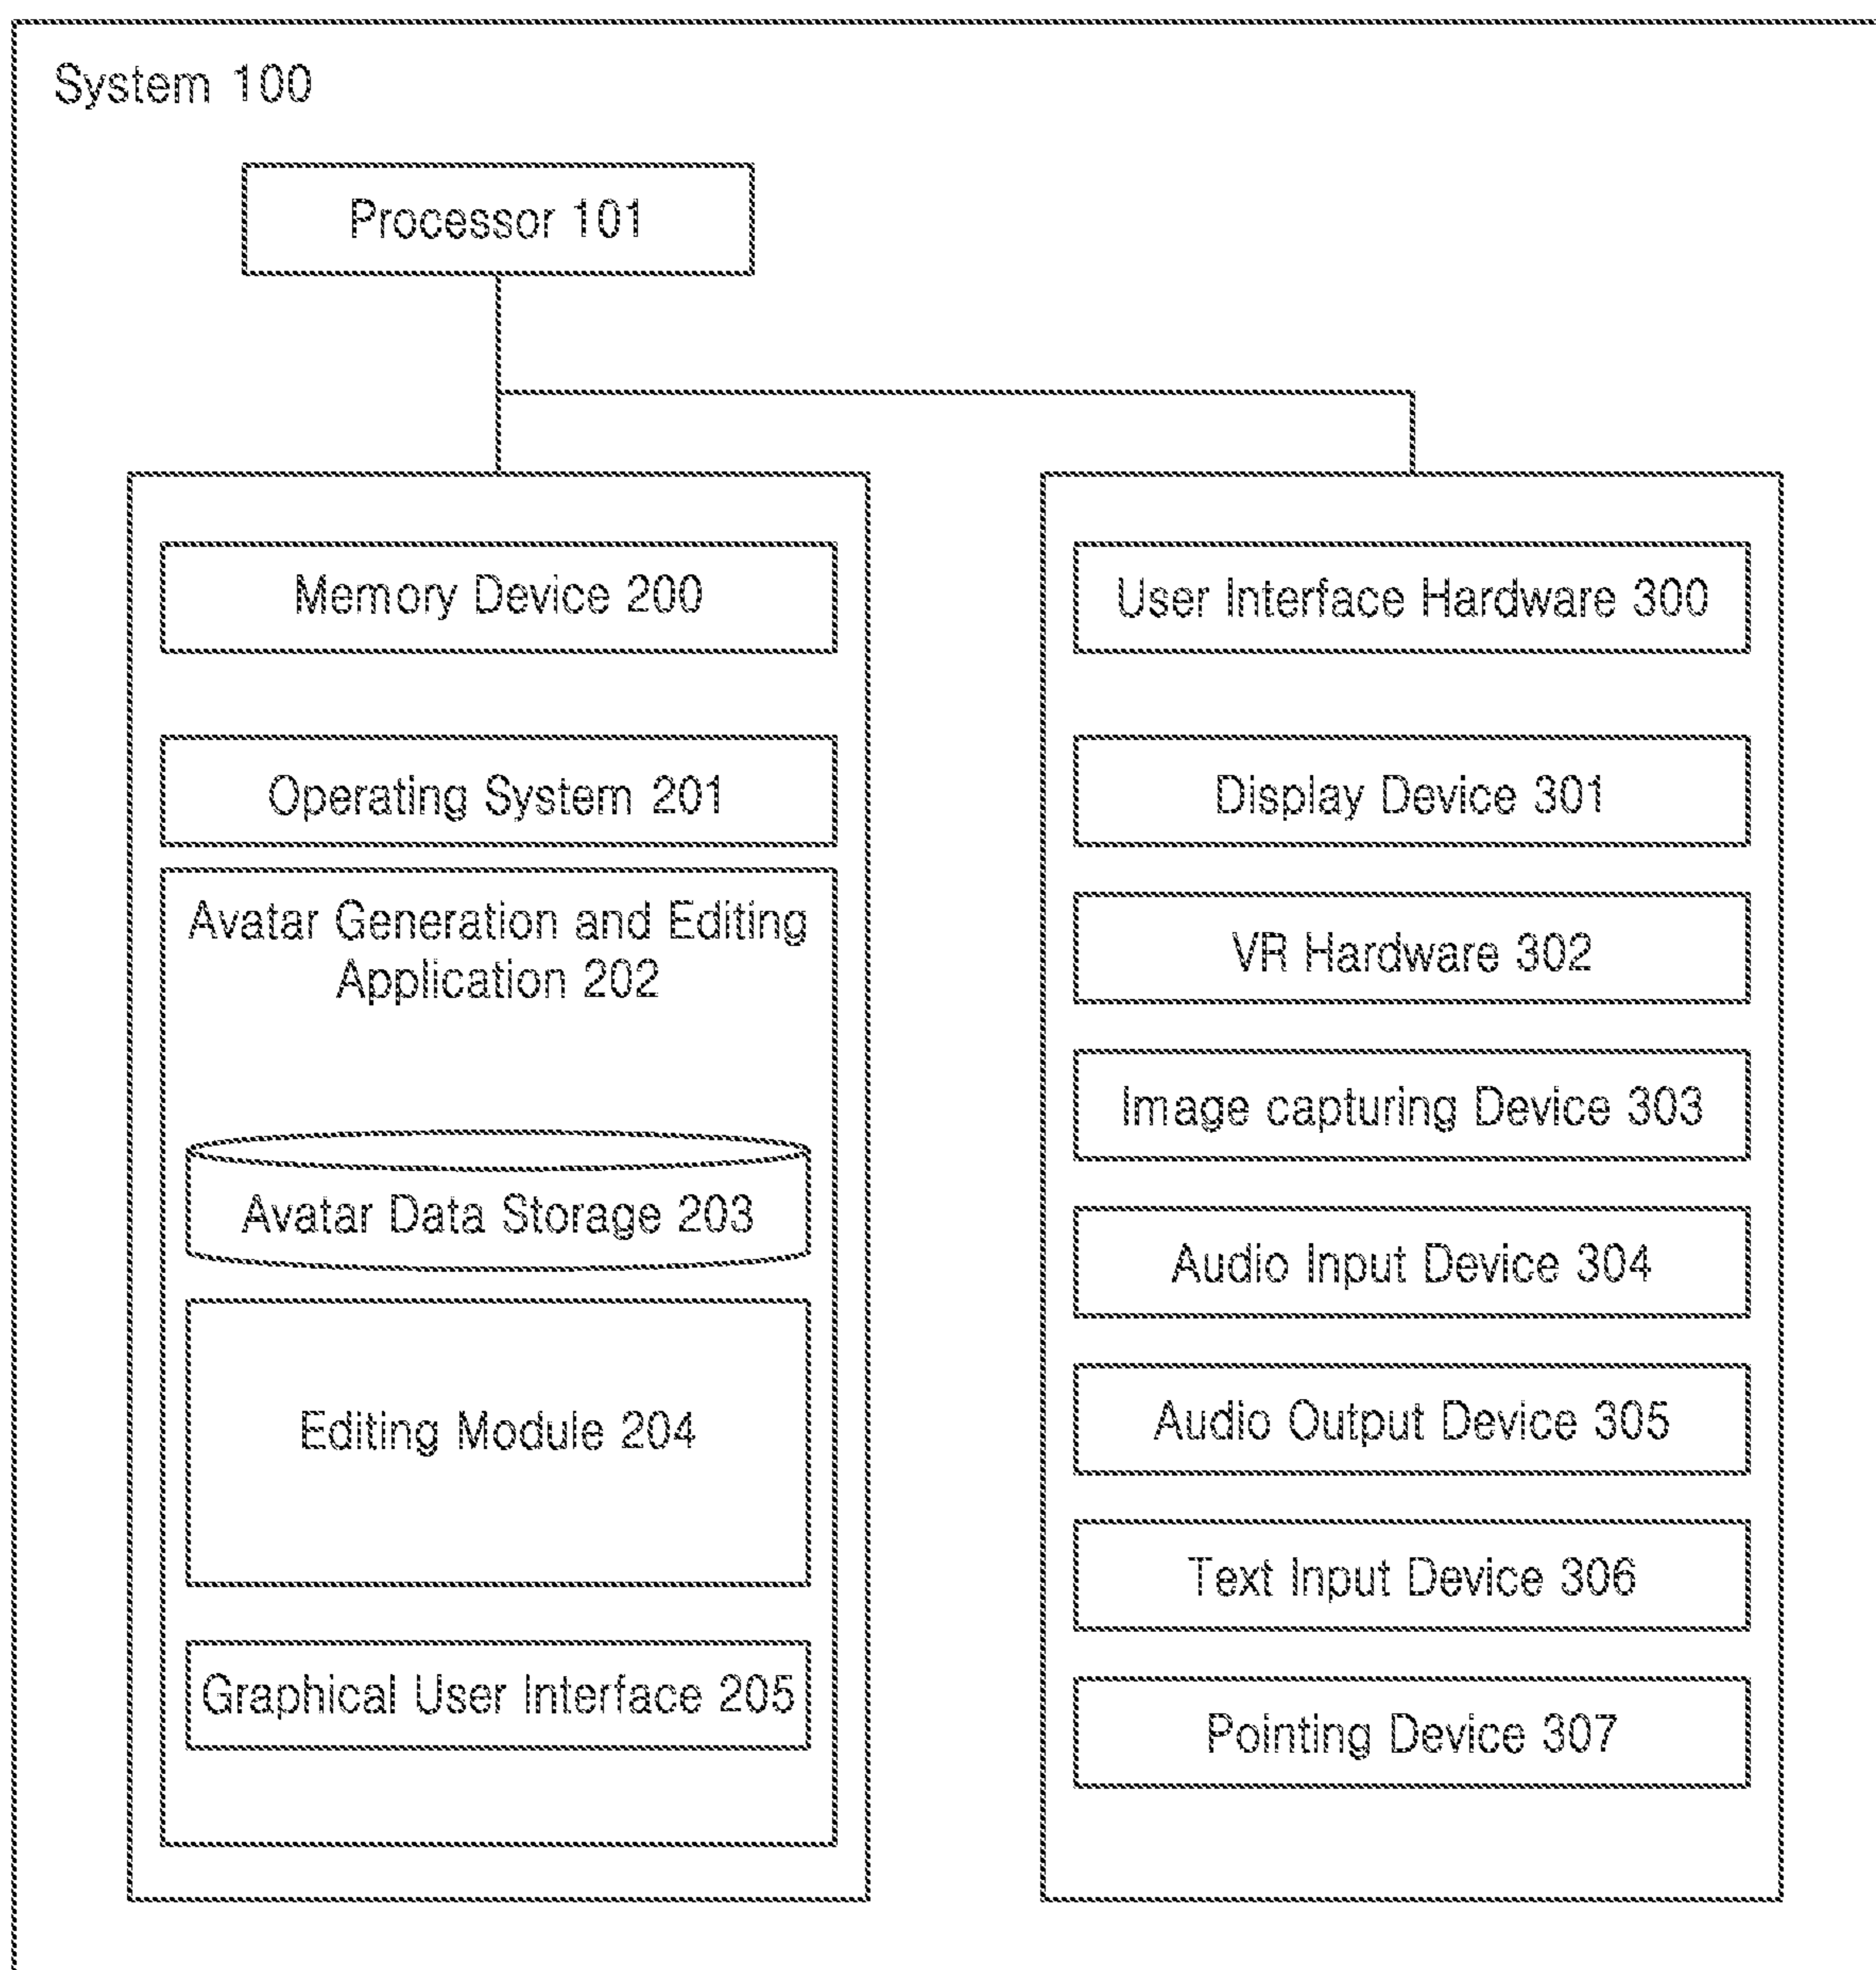 System 100
Processor 101
Memory Device 200
Operating System 201
Avatar Generation and Editing
Application 202
Avatar Data Storage 203
Editing Module 204
Graphical User Interface 205
User Interface Hardware 300
Display Device 301
VR Hardware 302
Image capturing Device 303
Audio Input Device 304
Audio Output Device 305
Text Input Device 306
Pointing Device 307